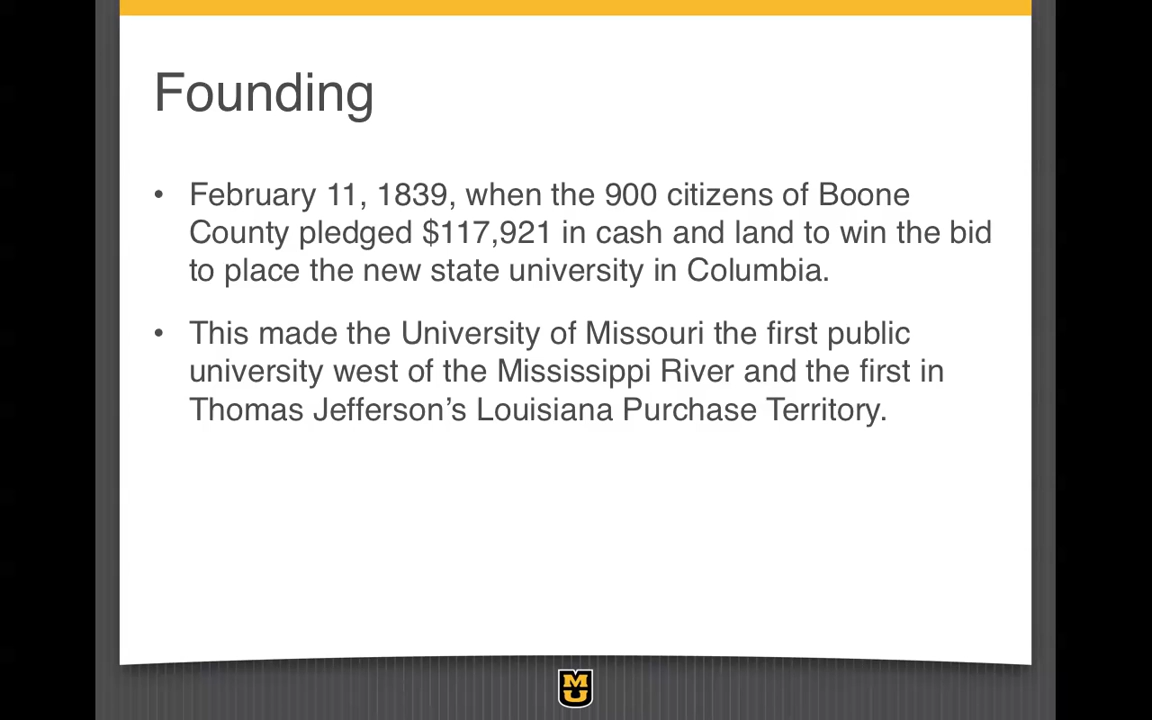 Founding
• February 11, 1839, when the 900 citizens of Boone
County pledged $117,921 in cash and land to win the bid
to place the new state university in Columbia.
• This made the University of Missouri the first public
university west of the Mississippi River and the first in
Thomas Jefferson’s Louisiana Purchase Territory.
MU